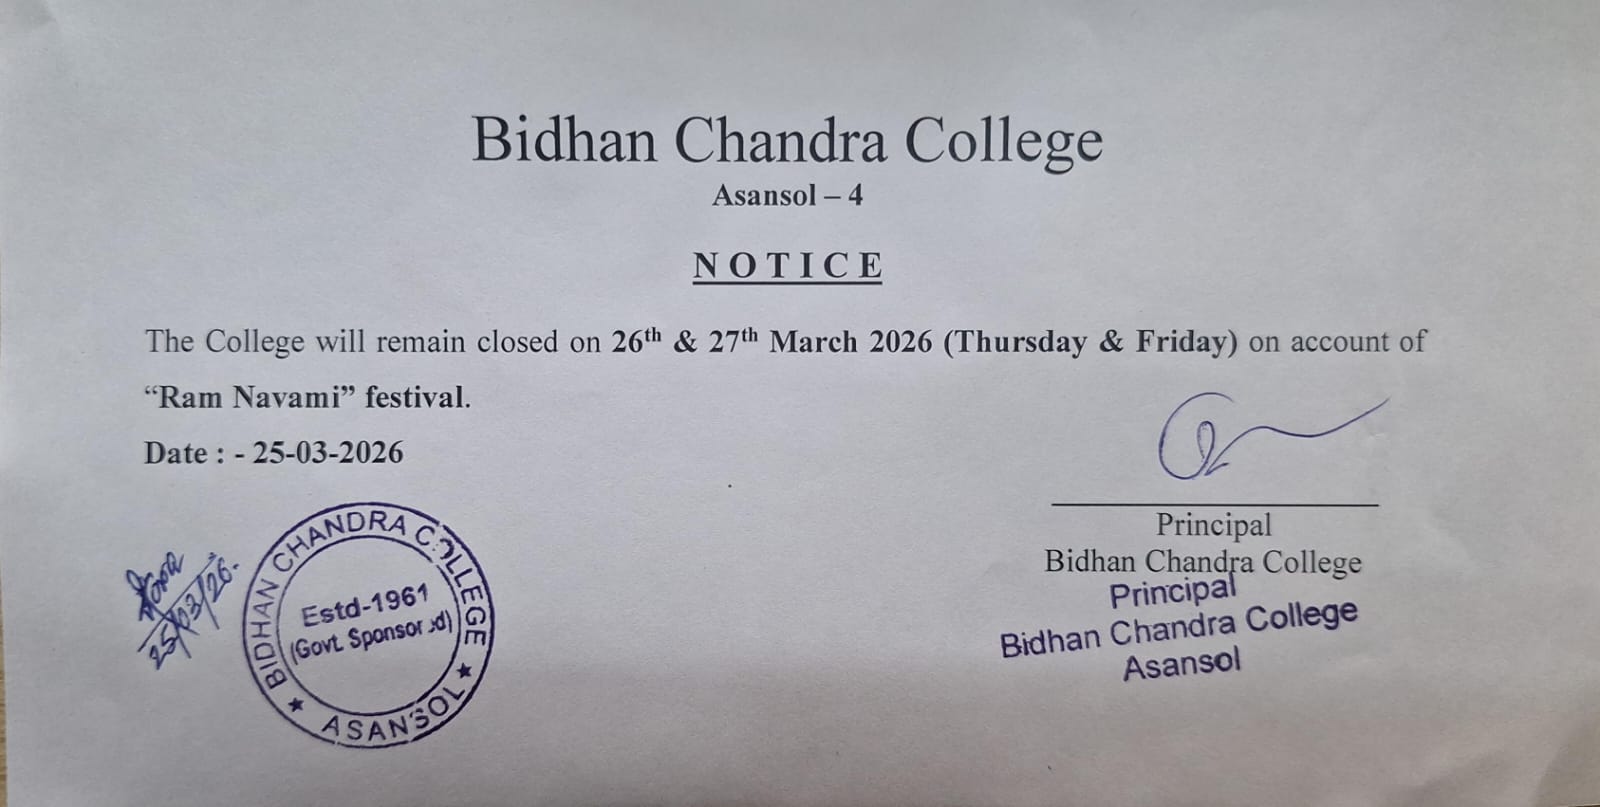 Bidhan Chandra College
Asansol – 4
NOTICE
The College will remain closed on 26th & 27th March 2026 (Thursday & Friday) on account of
“Ram Navami” festival.
Date : - 25-03-2026
Principal
Bidhan Chandra College
Principal
Bidhan Chandra College
Asansol
25/03/26.
BIDHAN CHANDRA COLLEGE
Estd-1961
(Govt. Sponsored)
★ ASANSOL ★